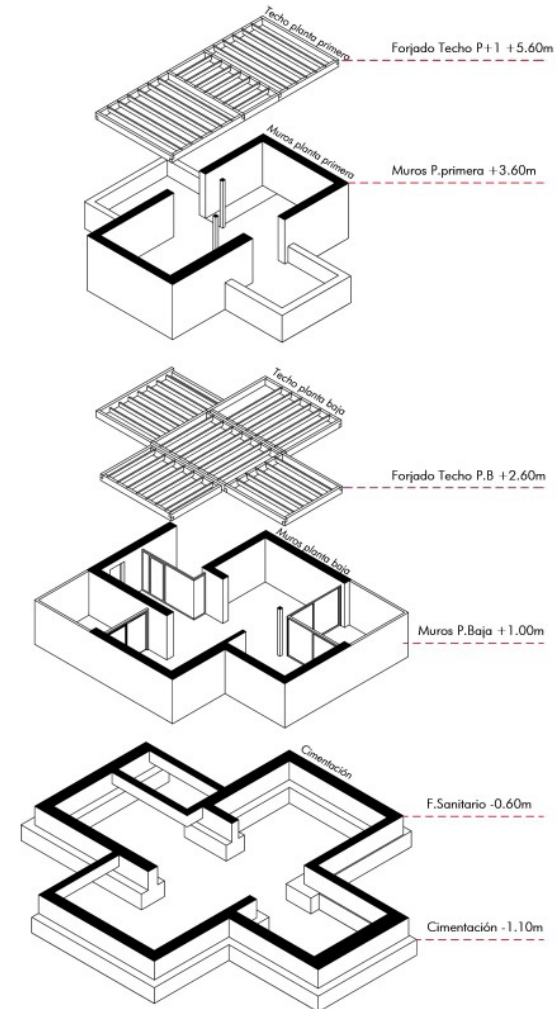 Techo planta primera
Forjado Techo P+1 +5.60m
Muros planta primera
Muros P.primera +3.60m
Techo planta baja
Forjado Techo P.B +2.60m
Muros planta baja
Muros P.Baja +1.00m
Cimentación
F.Sanitario -0.60m
Cimentación -1.10m